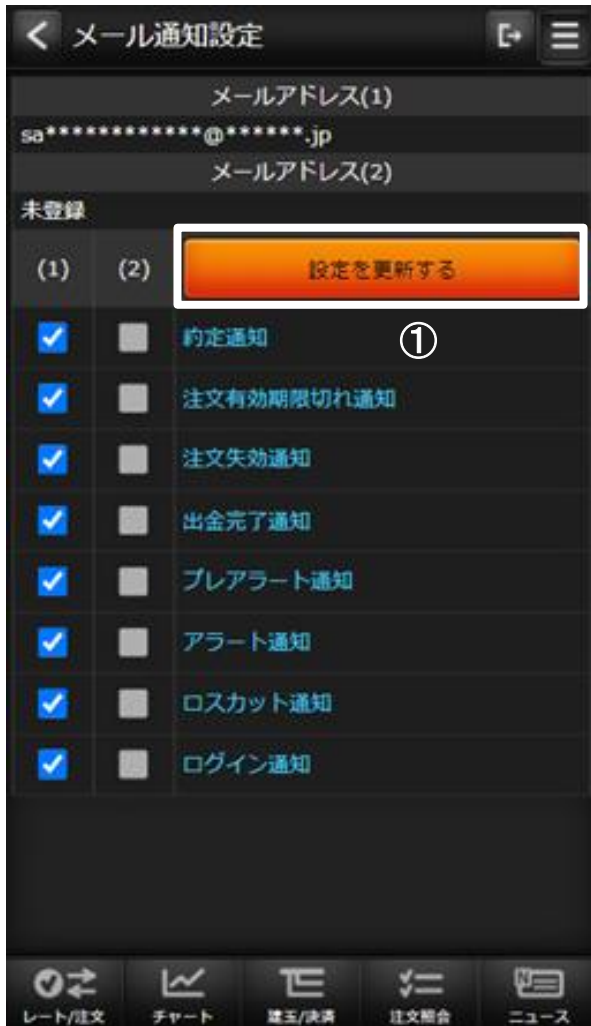 メール通知設定
メールアドレス(1)
sa************@******.jp
メールアドレス(2)
未登録
(1) (2) 設定を更新する
①
約定通知
注文有効期限切れ通知
注文失効通知
出金完了通知
プレアラート通知
アラート通知
ロスカット通知
ログイン通知
レート/注文 チャート 建玉/決済 注文照会 ニュース